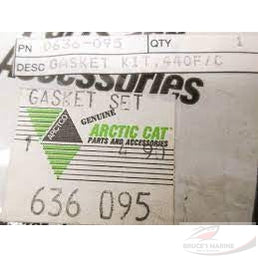 PN 0636-095 QTY 1
DESC GASKET KIT,440F/C
Accessories
GASKET SET
ARCTCO
GENUINE
ARCTIC CAT
PARTS AND ACCESSORIES
636 095
BRUCE'S MARINE